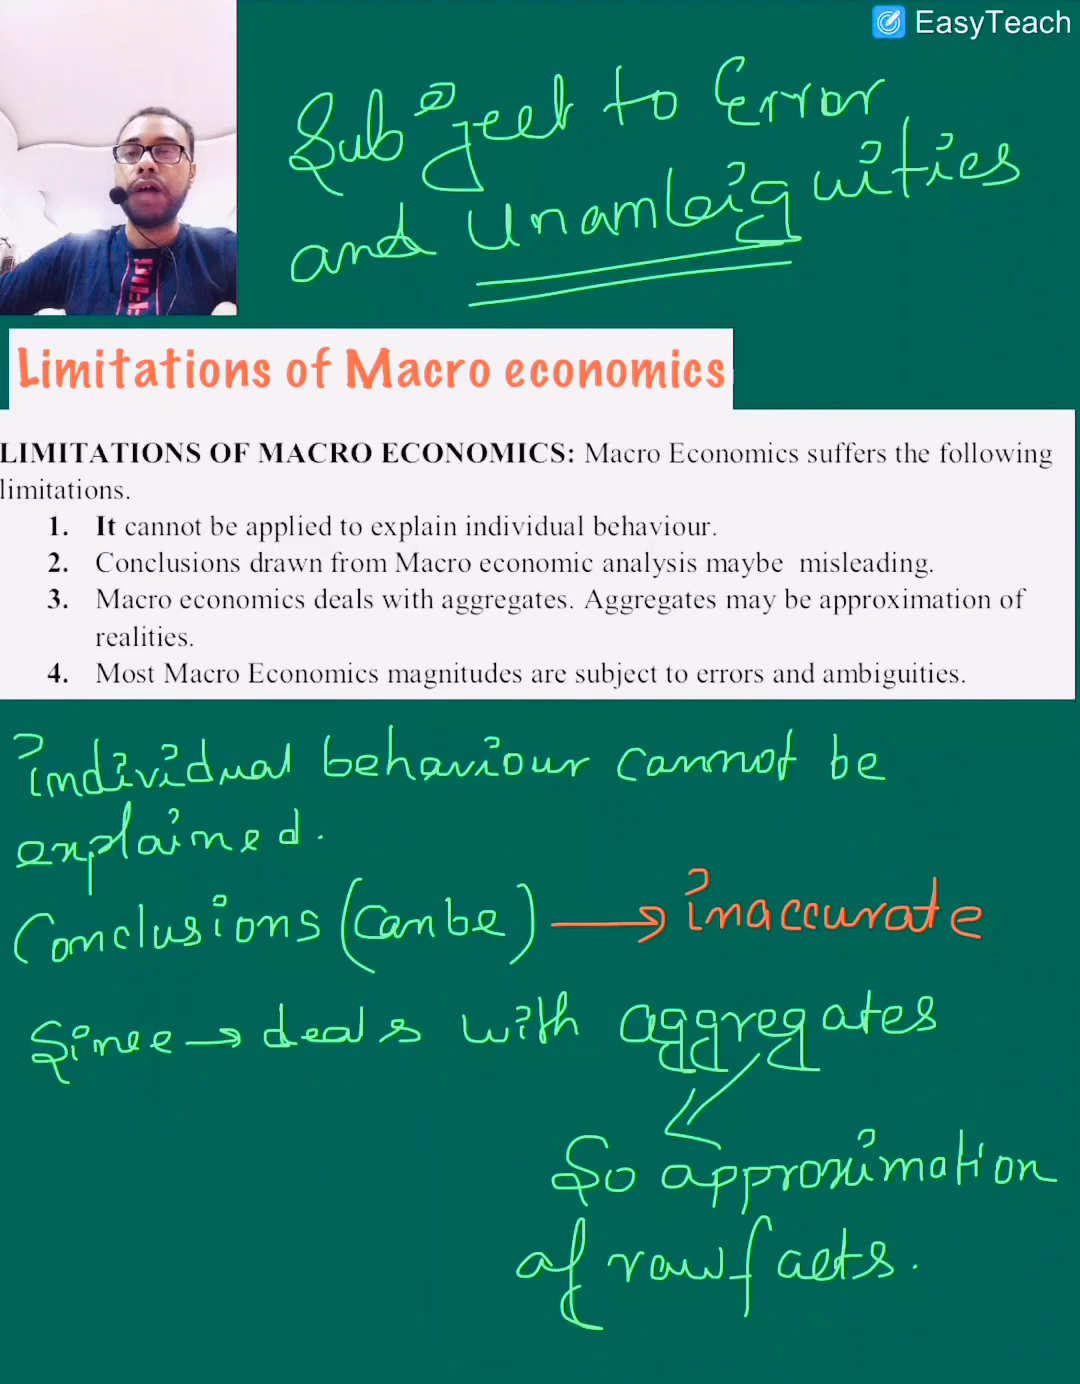 EasyTeach
Subject to Error
and Unambiguities
Limitations of Macro economics
LIMITATIONS OF MACRO ECONOMICS: Macro Economics suffers the following
limitations.
1. It cannot be applied to explain individual behaviour.
2. Conclusions drawn from Macro economic analysis maybe misleading.
3. Macro economics deals with aggregates. Aggregates may be approximation of
realities.
4. Most Macro Economics magnitudes are subject to errors and ambiguities.
individual behaviour cannot be
explained.
Conclusions (can be) → inaccurate
Since → deals with aggregates
So approximation
of raw facts.